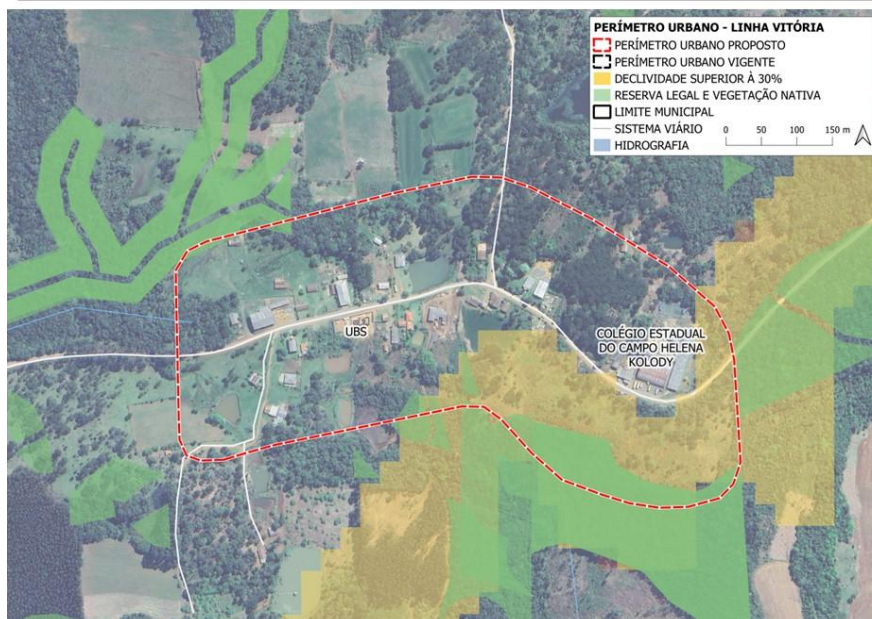 PERÍMETRO URBANO - LINHA VITÓRIA
PERÍMETRO URBANO PROPOSTO
PERÍMETRO URBANO VIGENTE
DECLIVIDADE SUPERIOR À 30%
RESERVA LEGAL E VEGETAÇÃO NATIVA
LIMITE MUNICIPAL
SISTEMA VIÁRIO
HIDROGRAFIA
0 50 100 150 m
UBS
COLÉGIO ESTADUAL
DO CAMPO HELENA
KOLODY